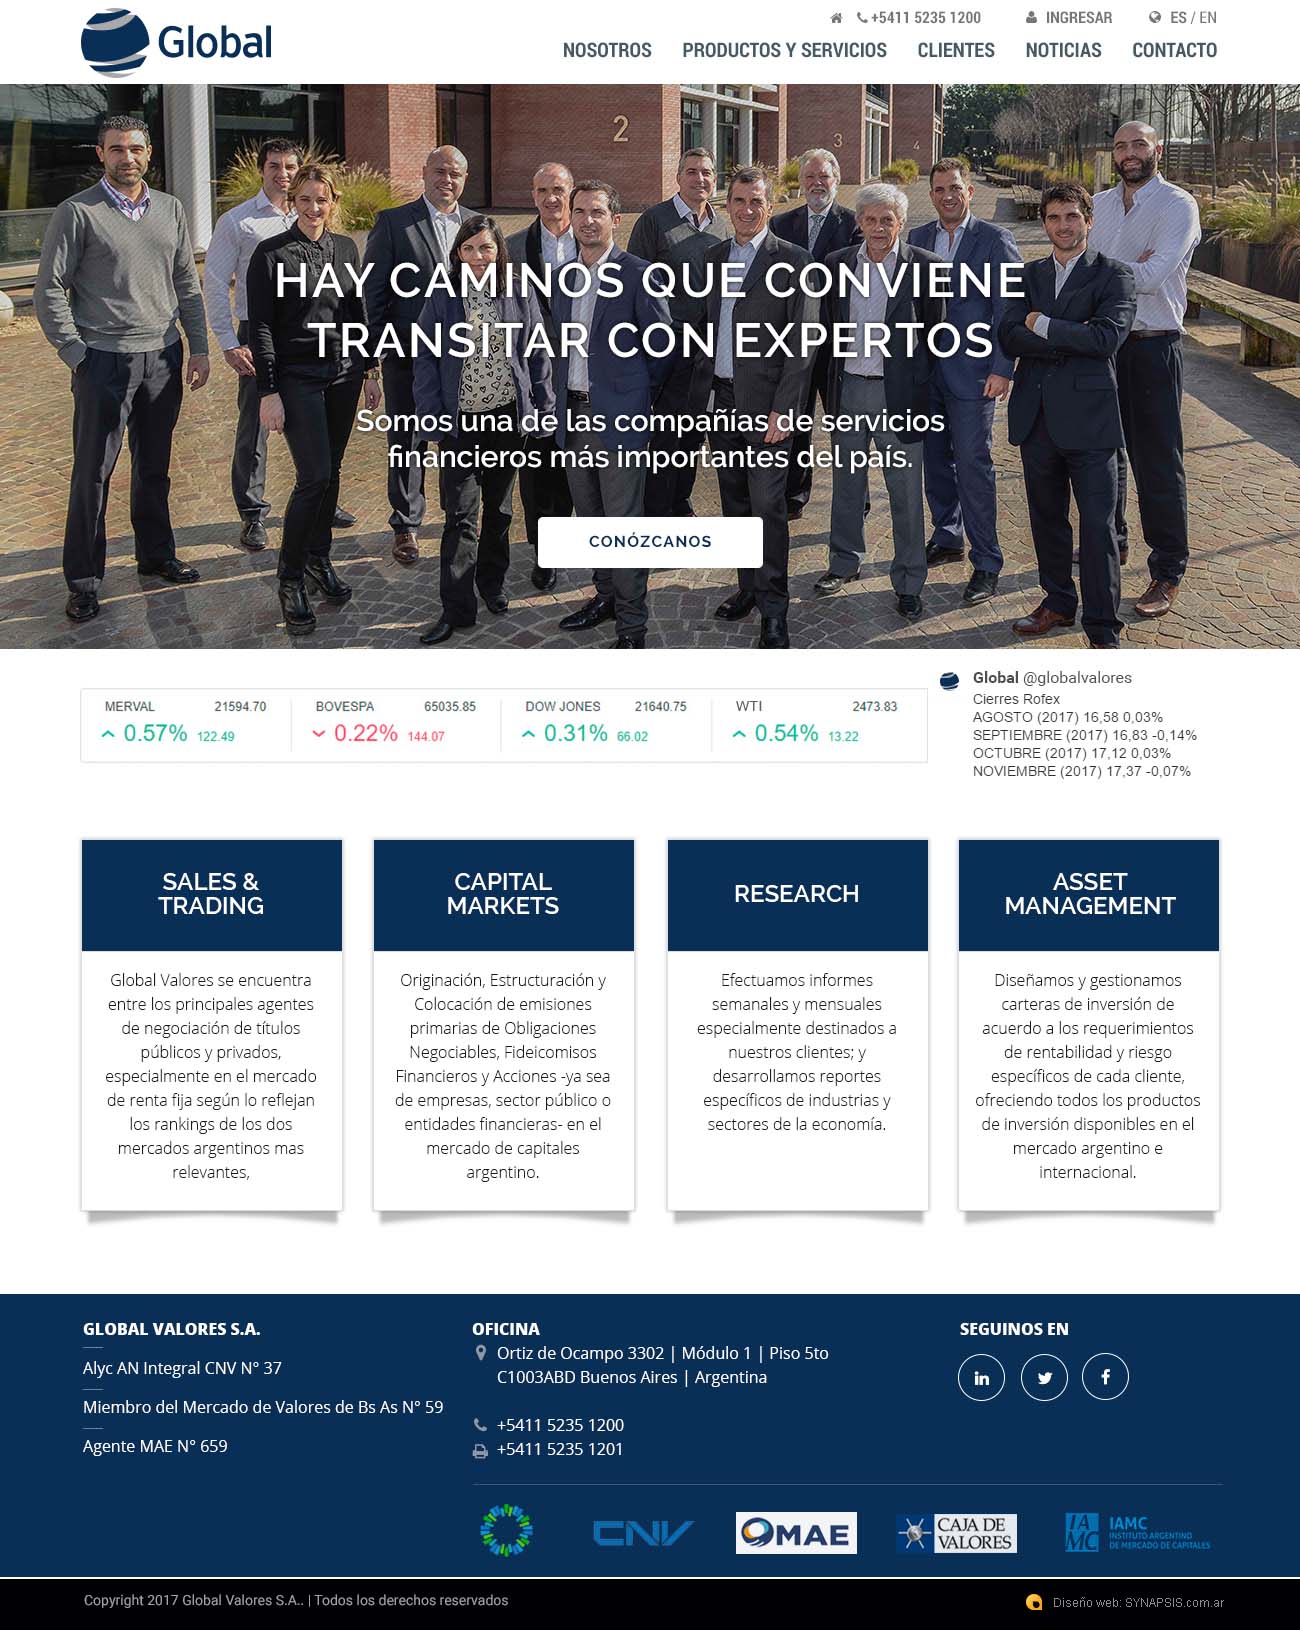 Global
+5411 5235 1200 INGRESAR ES / EN
NOSOTROS PRODUCTOS Y SERVICIOS CLIENTES NOTICIAS CONTACTO
2
3
4
HAY CAMINOS QUE CONVIENE
TRANSITAR CON EXPERTOS
Somos una de las compañías de servicios
financieros más importantes del país.
CONÓZCANOS
MERVAL 21594.70
0.57% 122.49
BOVESPA 65035.85
0.22% 144.07
DOW JONES 21640.75
0.31% 66.02
WTI 2473.83
0.54% 13.22
Global @globalvalores
Cierres Rofex
AGOSTO (2017) 16,58 0,03%
SEPTIEMBRE (2017) 16,83 -0,14%
OCTUBRE (2017) 17,12 0,03%
NOVIEMBRE (2017) 17,37 -0,07%
SALES &
TRADING
Global Valores se encuentra
entre los principales agentes
de negociación de títulos
públicos y privados,
especialmente en el mercado
de renta fija según lo reflejan
los rankings de los dos
mercados argentinos mas
relevantes,
CAPITAL
MARKETS
Originación, Estructuración y
Colocación de emisiones
primarias de Obligaciones
Negociables, Fideicomisos
Financieros y Acciones -ya sea
de empresas, sector público o
entidades financieras- en el
mercado de capitales
argentino.
RESEARCH
Efectuamos informes
semanales y mensuales
especialmente destinados a
nuestros clientes; y
desarrollamos reportes
específicos de industrias y
sectores de la economía.
ASSET
MANAGEMENT
Diseñamos y gestionamos
carteras de inversión de
acuerdo a los requerimientos
de rentabilidad y riesgo
específicos de cada cliente,
ofreciendo todos los productos
de inversión disponibles en el
mercado argentino e
internacional.
GLOBAL VALORES S.A.
Alyc AN Integral CNV N° 37
Miembro del Mercado de Valores de Bs As N° 59
Agente MAE N° 659
OFICINA
Ortiz de Ocampo 3302 | Módulo 1 | Piso 5to
C1003ABD Buenos Aires | Argentina
+5411 5235 1200
+5411 5235 1201
SEGUINOS EN
CNV
MAE
CAJA DE
VALORES
IAMC
IAMC
INSTITUTO ARGENTINO
DE MERCADO DE CAPITALES
Copyright 2017 Global Valores S.A.. | Todos los derechos reservados
Diseño web: SYNAPSIS.com.ar